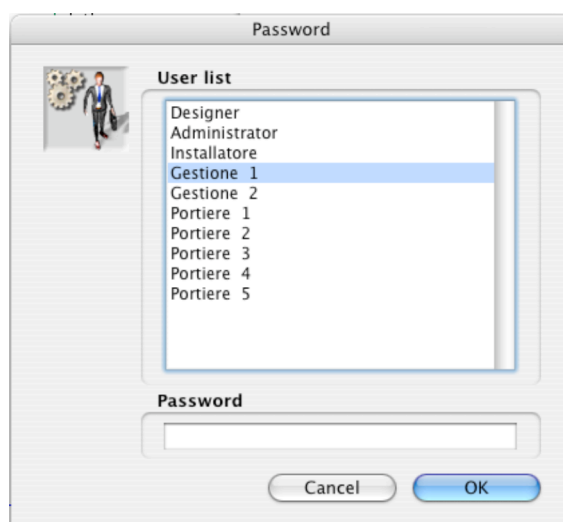 Password
User list
Designer
Administrator
Installatore
Gestione 1
Gestione 2
Portiere 1
Portiere 2
Portiere 3
Portiere 4
Portiere 5
Password
Cancel
OK